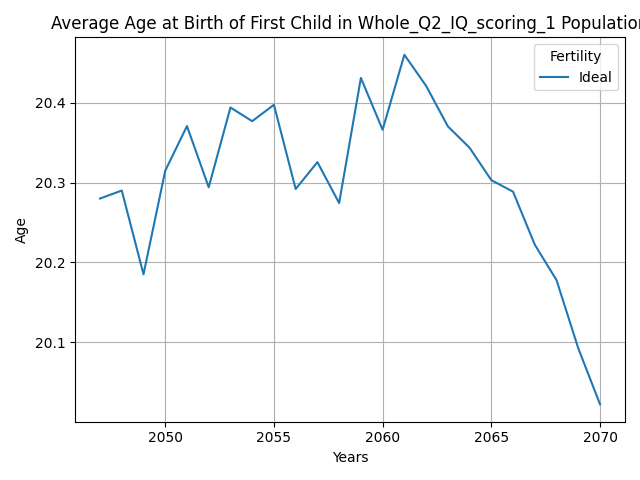 Average Age at Birth of First Child in Whole_Q2_IQ_scoring_1 Population
Fertility
Ideal
20.4
20.3
20.2
20.1
Age
2050 2055 2060 2065 2070
Years